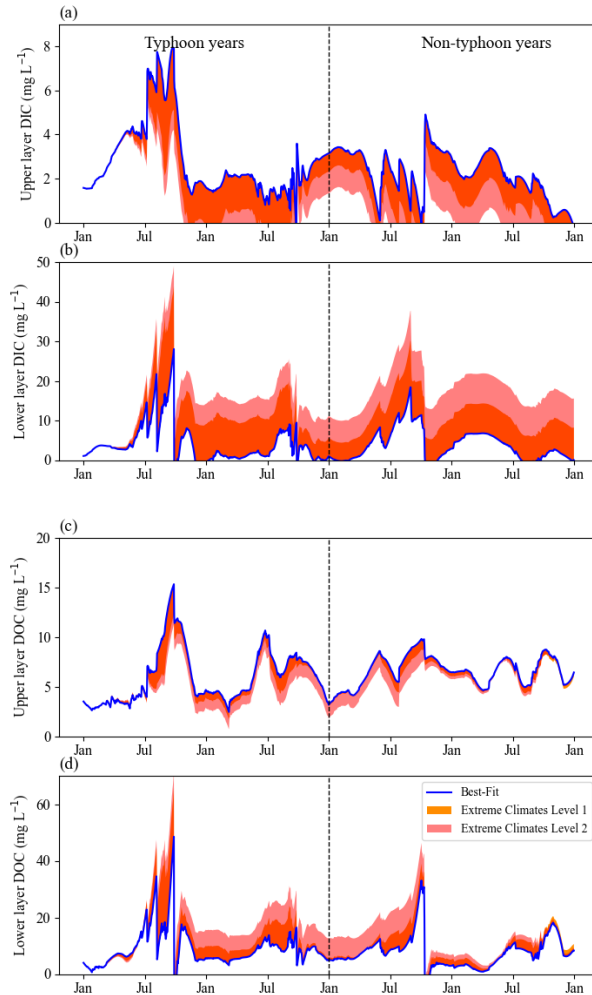 (a)
Typhoon years Non-typhoon years
Upper layer DIC (mg L⁻¹)
8
6
4
2
0
Jan Jul Jan Jul Jan Jul Jan Jul Jan
(b)
Lower layer DIC (mg L⁻¹)
50
40
30
20
10
0
Jan Jul Jan Jul Jan Jul Jan Jul Jan
(c)
Upper layer DOC (mg L⁻¹)
20
15
10
5
0
Jan Jul Jan Jul Jan Jul Jan Jul Jan
(d)
Lower layer DOC (mg L⁻¹)
60
40
20
0
Best-Fit
Extreme Climates Level 1
Extreme Climates Level 2
Jan Jul Jan Jul Jan Jul Jan Jul Jan